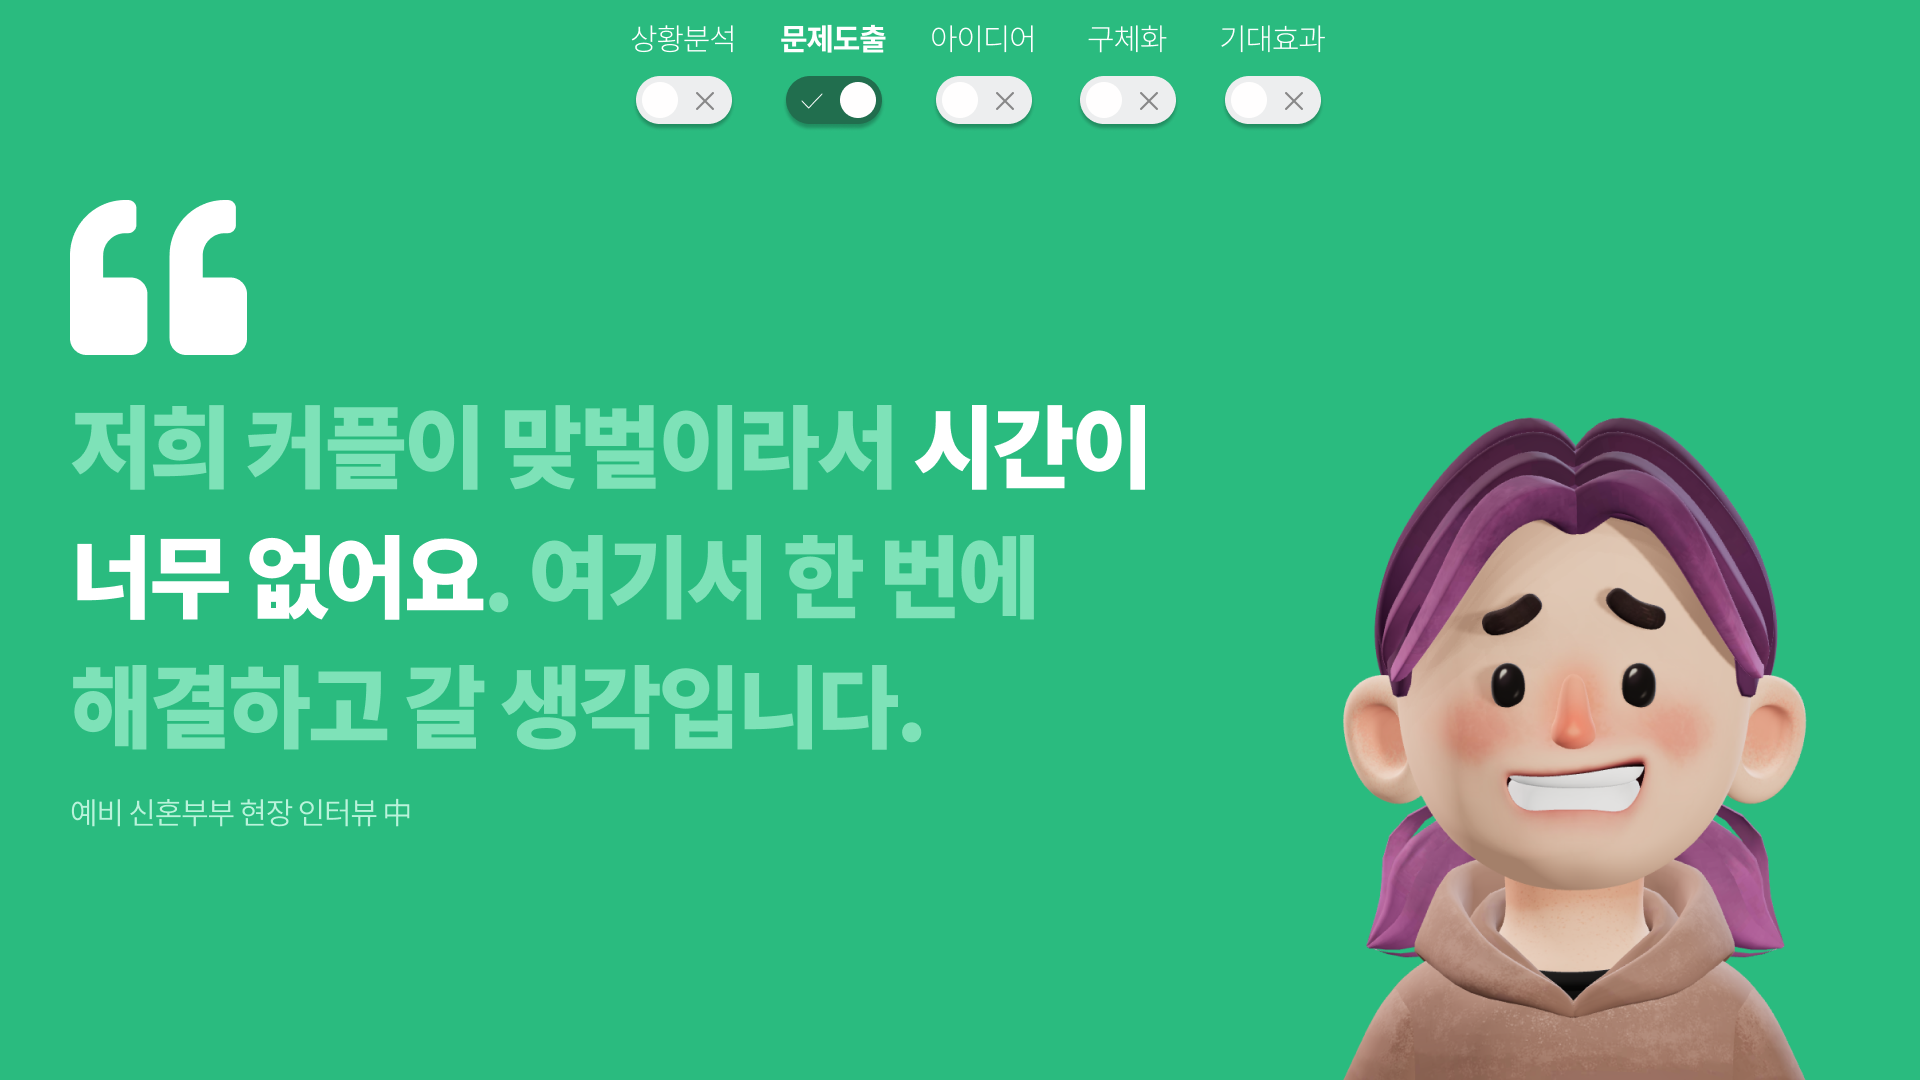 상황분석 문제도출 아이디어 구체화 기대효과
“
저희 커플이 맞벌이라서 시간이
너무 없어요. 여기서 한 번에
해결하고 갈 생각입니다.
예비 신혼부부 현장 인터뷰 中